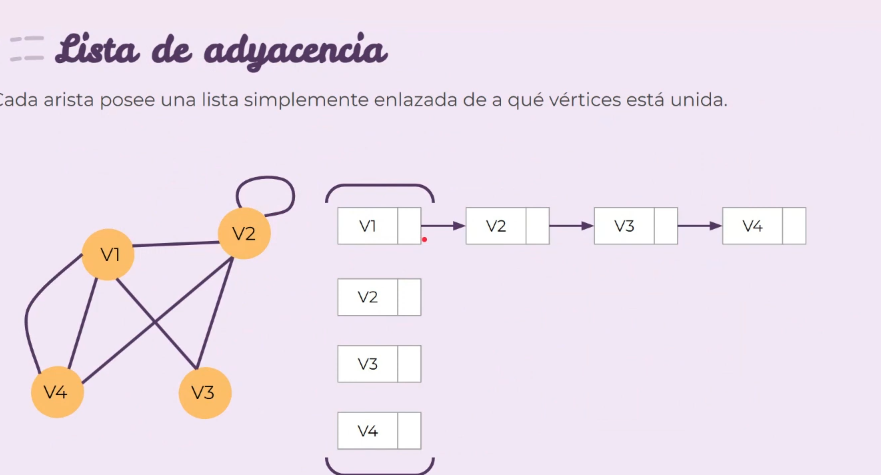 Lista de adyacencia
Cada arista posee una lista simplemente enlazada de a qué vértices está unida.
V1
V2
V4
V3
V1 V2 V3 V4
V2
V3
V4